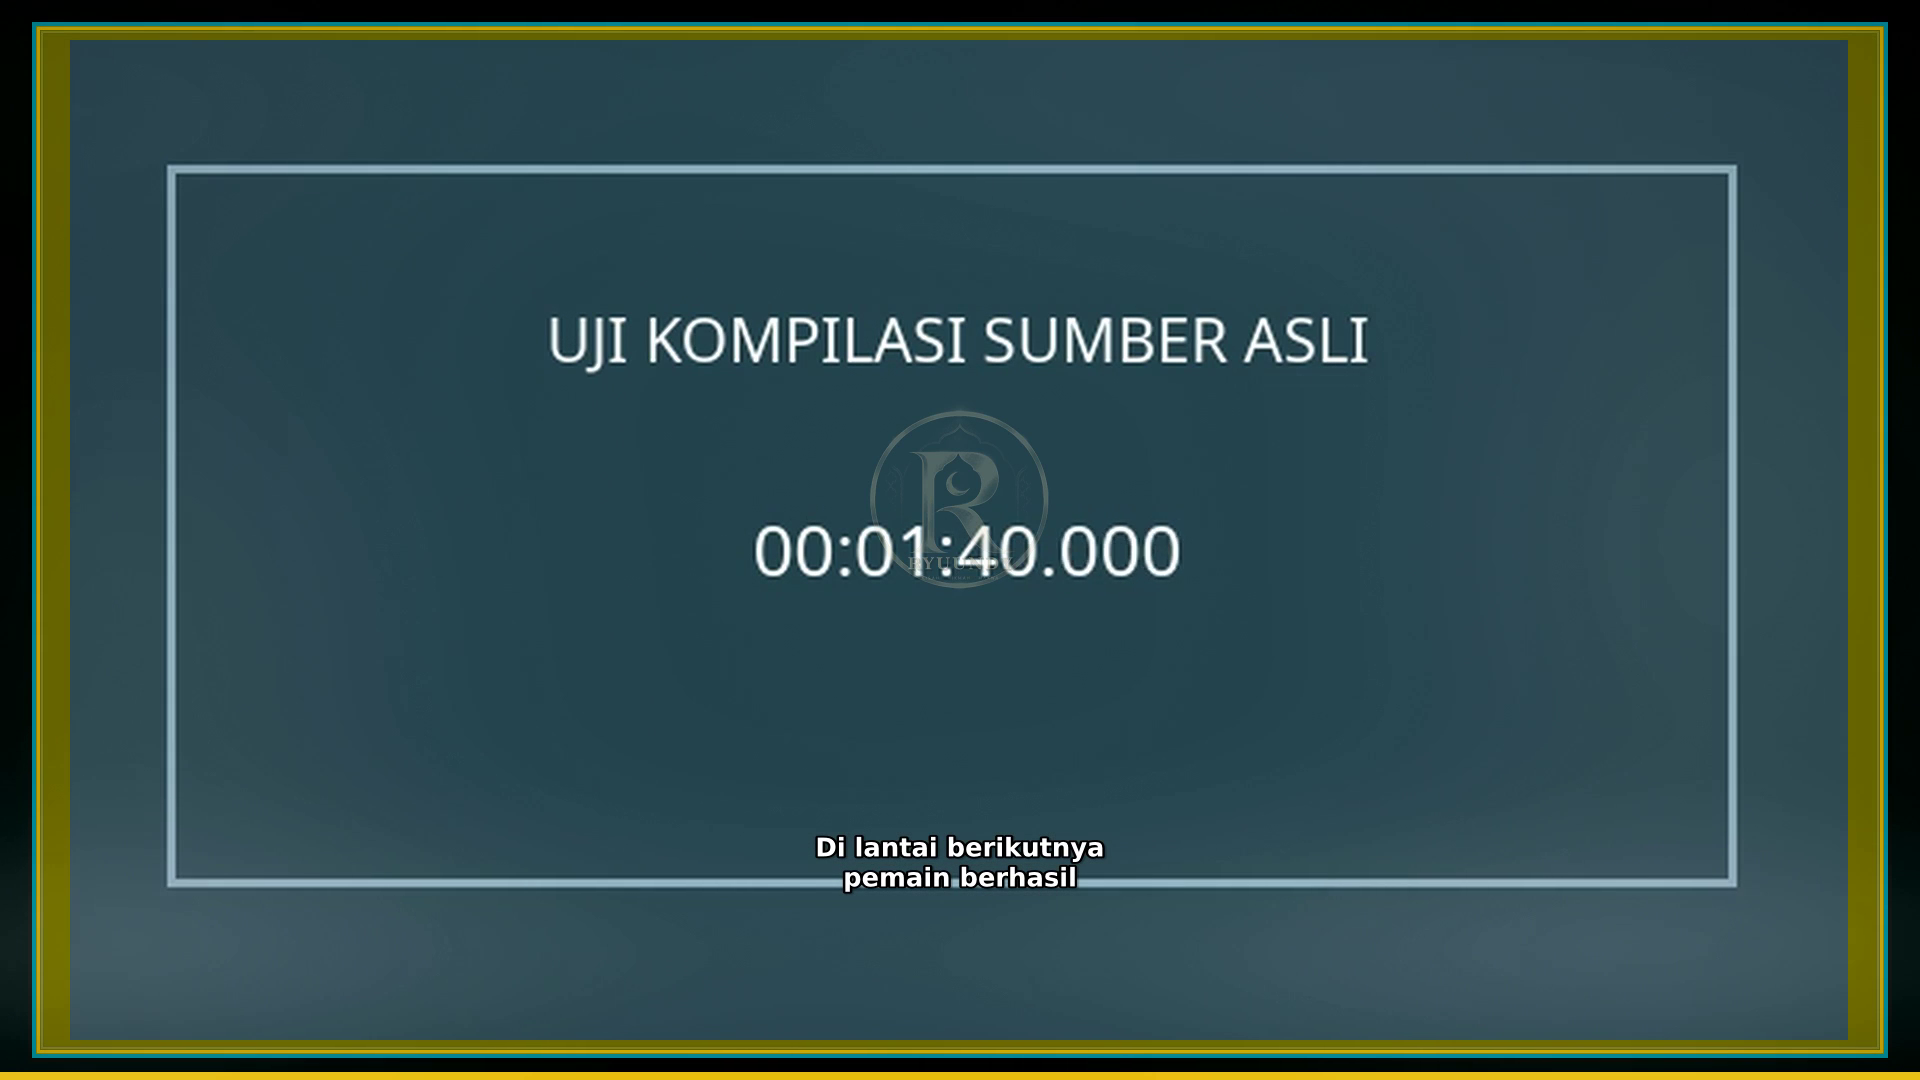 UJI KOMPILASI SUMBER ASLI
R
00:01:40.000
Di lantai berikutnya
pemain berhasil